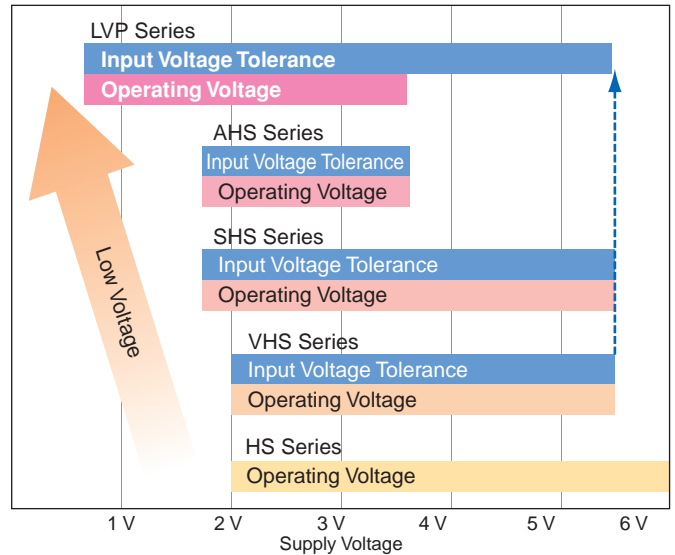 LVP Series
Input Voltage Tolerance
Operating Voltage
AHS Series
Input Voltage Tolerance
Operating Voltage
SHS Series
Input Voltage Tolerance
Operating Voltage
Low Voltage
VHS Series
Input Voltage Tolerance
Operating Voltage
HS Series
Operating Voltage
1 V 2 V 3 V 4 V 5 V 6 V
Supply Voltage